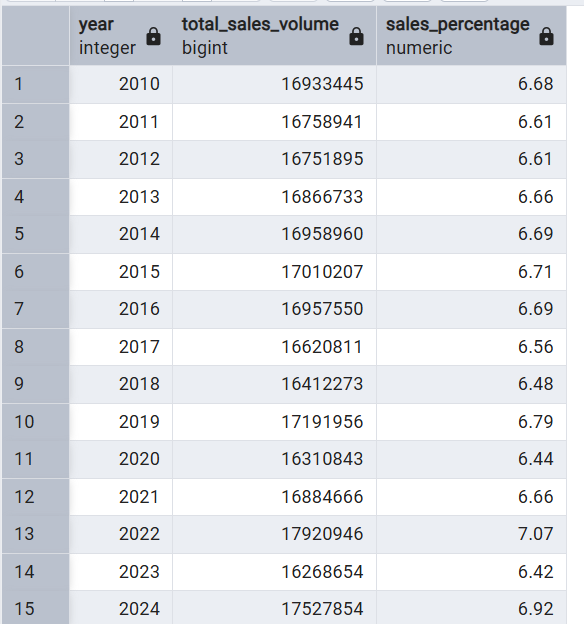 year total_sales_volume sales_percentage
integer bigint numeric
1 2010 16933445 6.68
2 2011 16758941 6.61
3 2012 16751895 6.61
4 2013 16866733 6.66
5 2014 16958960 6.69
6 2015 17010207 6.71
7 2016 16957550 6.69
8 2017 16620811 6.56
9 2018 16412273 6.48
10 2019 17191956 6.79
11 2020 16310843 6.44
12 2021 16884666 6.66
13 2022 17920946 7.07
14 2023 16268654 6.42
15 2024 17527854 6.92